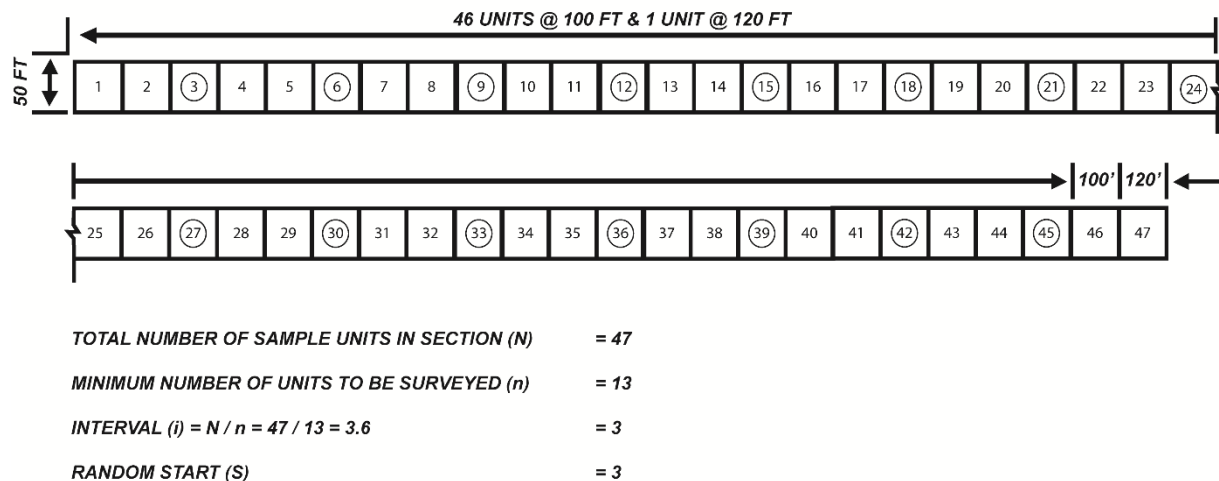 46 UNITS @ 100 FT & 1 UNIT @ 120 FT
50 FT
1 2 3 4 5 6 7 8 9 10 11 12 13 14 15 16 17 18 19 20 21 22 23 24
100' 120'
25 26 27 28 29 30 31 32 33 34 35 36 37 38 39 40 41 42 43 44 45 46 47
TOTAL NUMBER OF SAMPLE UNITS IN SECTION (N) = 47
MINIMUM NUMBER OF UNITS TO BE SURVEYED (n) = 13
INTERVAL (i) = N / n = 47 / 13 = 3.6 = 3
RANDOM START (S) = 3